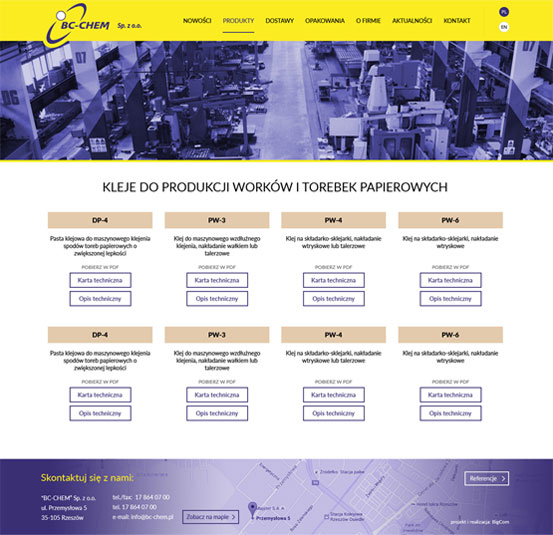 BC-CHEM Sp. z o.o.
NOWOŚCI PRODUKTY DOSTAWY OPAKOWANIA O FIRMIE AKTUALNOŚCI KONTAKT
PL
EN
KLEJE DO PRODUKCJI WORKÓW I TOREBEK PAPIEROWYCH
DP-4
Pasta klejowa do maszynowego klejenia
spodów toreb papierowych o
zwiększonej lepkości
POBIERZ W PDF
Karta techniczna
Opis techniczny
PW-3
Klej do maszynowego wzdłużnego
klejenia, nakładanie wałkiem lub
talerzowe
POBIERZ W PDF
Karta techniczna
Opis techniczny
PW-4
Klej na składarko-sklejarki, nakładanie
wtryskowe lub talerzowe
POBIERZ W PDF
Karta techniczna
Opis techniczny
PW-6
Klej na składarko-sklejarki, nakładanie
wtryskowe
POBIERZ W PDF
Karta techniczna
Opis techniczny
DP-4
Pasta klejowa do maszynowego klejenia
spodów toreb papierowych o
zwiększonej lepkości
POBIERZ W PDF
Karta techniczna
Opis techniczny
PW-3
Klej do maszynowego wzdłużnego
klejenia, nakładanie wałkiem lub
talerzowe
POBIERZ W PDF
Karta techniczna
Opis techniczny
PW-4
Klej na składarko-sklejarki, nakładanie
wtryskowe lub talerzowe
POBIERZ W PDF
Karta techniczna
Opis techniczny
PW-6
Klej na składarko-sklejarki, nakładanie
wtryskowe
POBIERZ W PDF
Karta techniczna
Opis techniczny
Skontaktuj się z nami:
"BC-CHEM" Sp. z o.o.
ul. Przemysłowa 5
35-105 Rzeszów
tel./fax: 17 864 07 00
tel. 17 864 07 00
e-mail: info@bc-chem.pl
Zobacz na mapie
Przemysłowa 5
Stacja Kolejowa
Rzeszów Osiedle
Referencje
projekt i realizacja: BigCom